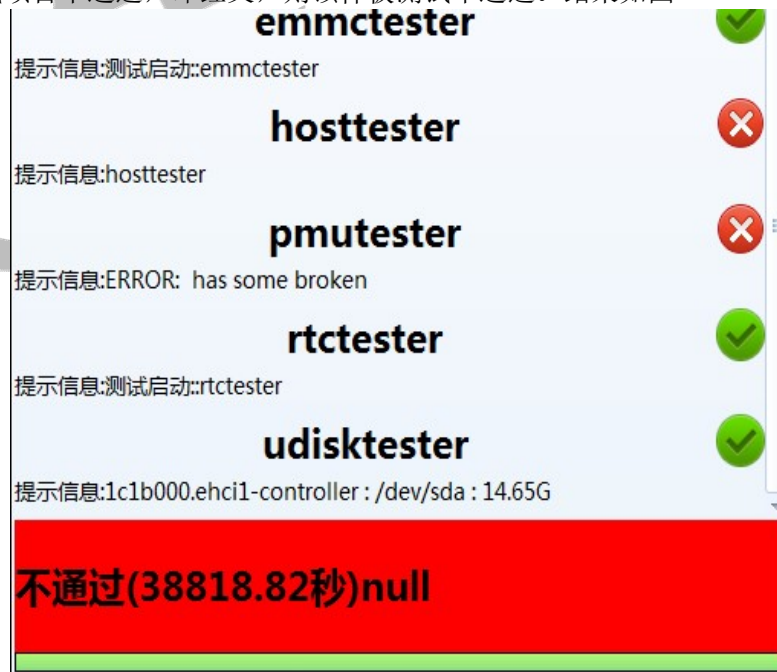 emmctester
提示信息:测试启动::emmctester
hosttester
提示信息:hosttester
pmutester
提示信息:ERROR:  has some broken
rtctester
提示信息:测试启动::rtctester
udisktester
提示信息:1c1b000.ehci1-controller : /dev/sda : 14.65G
不通过(38818.82秒)null